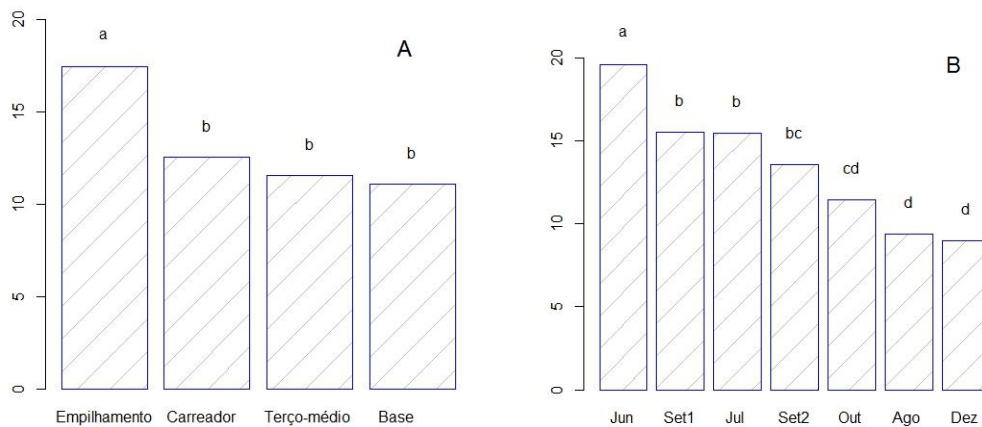 A
20
15
10
5
0
a
b
b
b
Empilhamento Carreador Terço-médio Base
B
20
15
10
5
0
a
b
b
bc
cd
d
d
Jun Set1 Jul Set2 Out Ago Dez